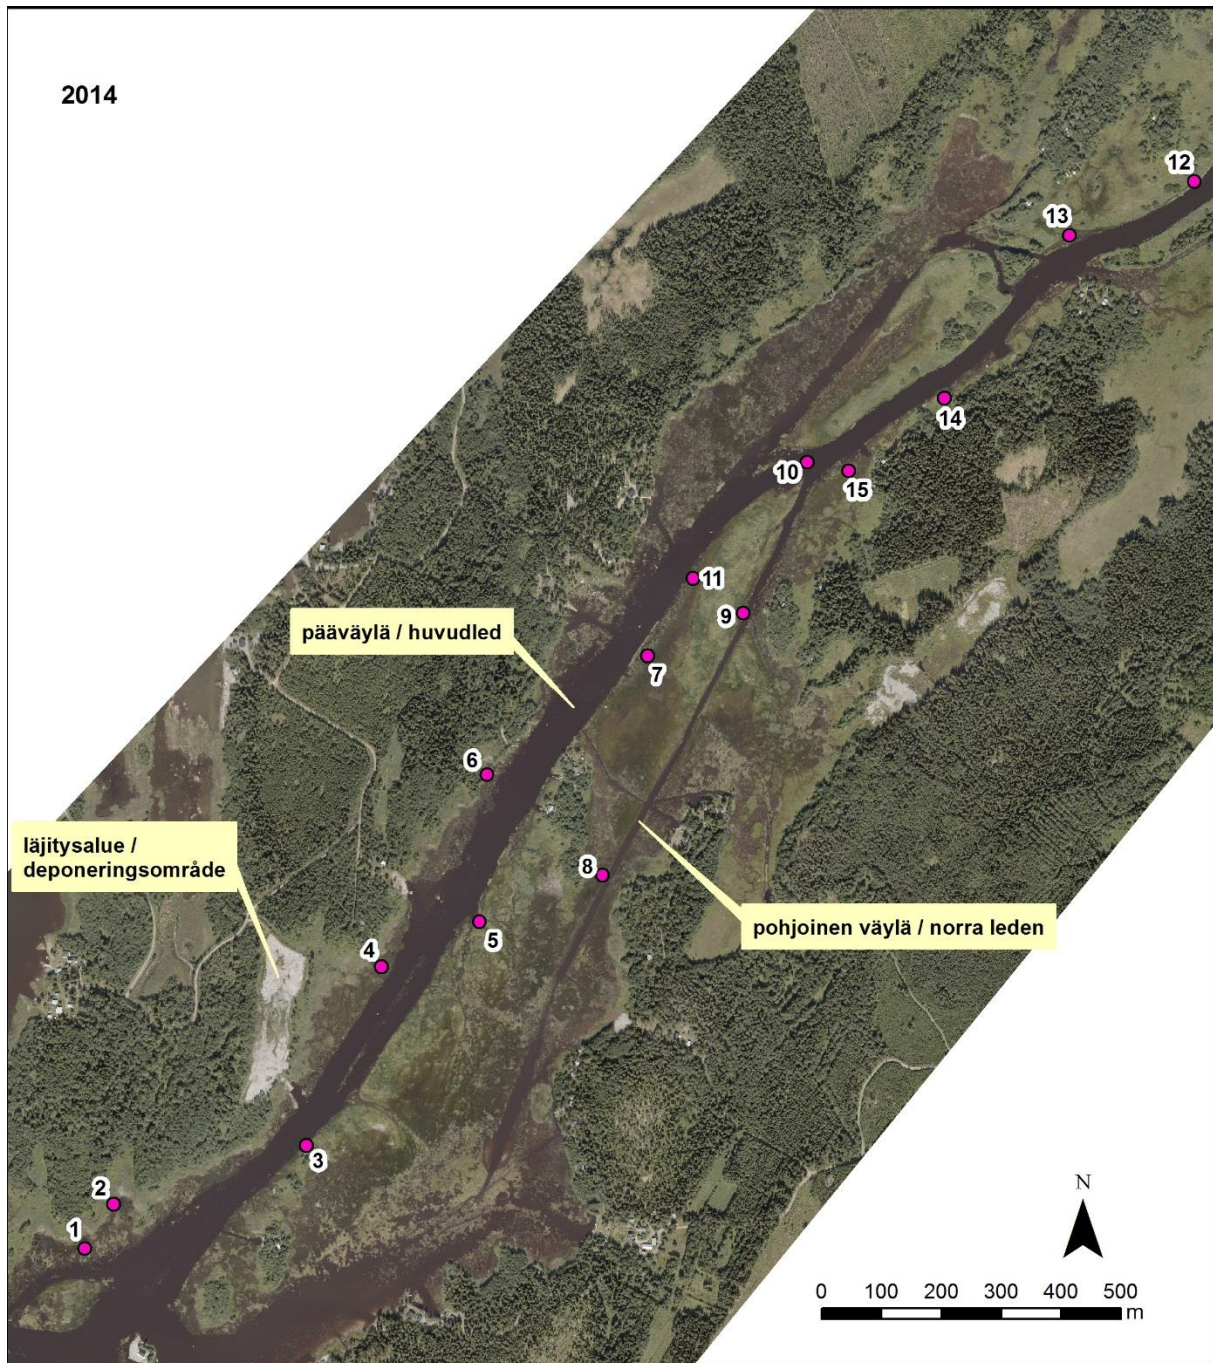 2014
12
13
14
10
15
11
9
pääväylä / huvudled
7
6
läjitysalue /
deponeringsområde
8
5
pohjoinen väylä / norra leden
4
3
2
1
N
0 100 200 300 400 500
m